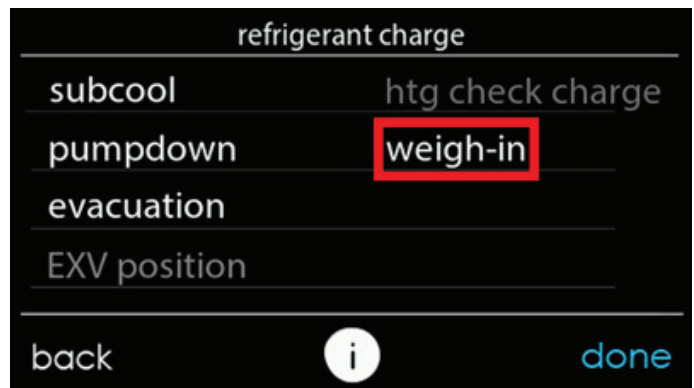 refrigerant charge
subcool htg check charge
pumpdown weigh-in
evacuation
EXV position
back i done